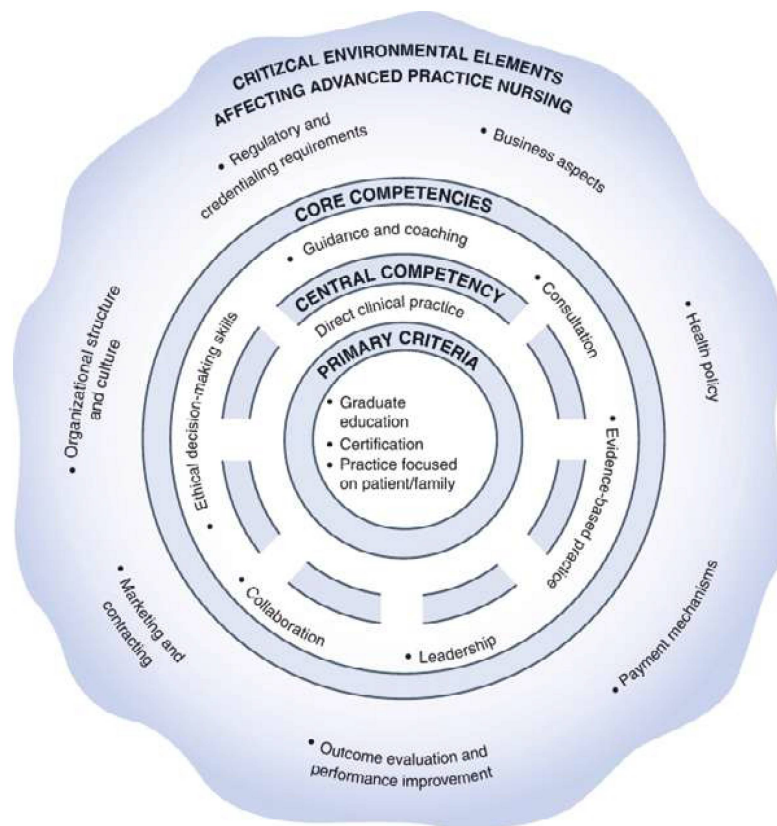 CRITIZCAL ENVIRONMENTAL ELEMENTS
AFFECTING ADVANCED PRACTICE NURSING
• Regulatory and
credentialing requirements
• Business aspects
CORE COMPETENCIES
• Guidance and coaching
CENTRAL COMPETENCY
Direct clinical practice
PRIMARY CRITERIA
• Graduate
education
• Certification
• Practice focused
on patient/family
• Consultation
• Evidence-based practice
• Leadership
• Collaboration
• Ethical decision-making skills
• Health policy
• Payment mechanisms
• Outcome evaluation and
performance improvement
• Marketing and
contracting
• Organizational structure
and culture